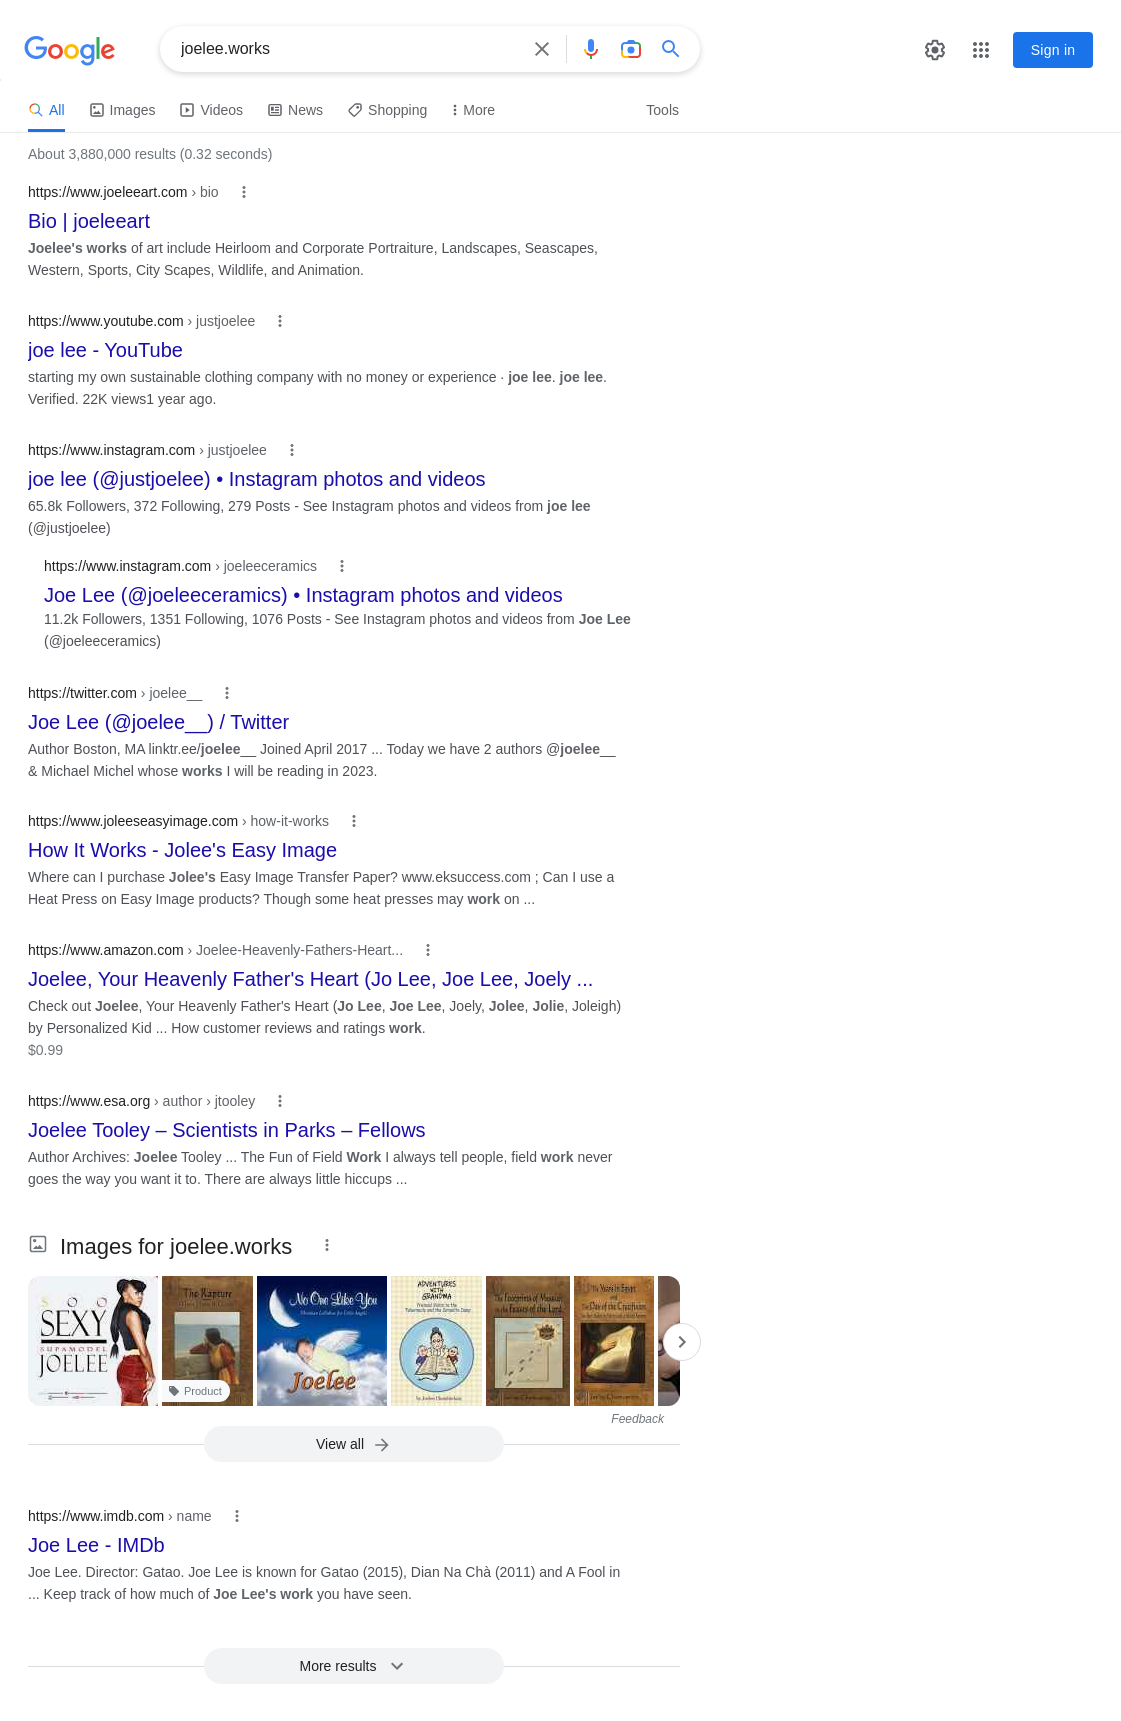 Google
joelee.works
Sign in
All
Images
Videos
News
Shopping
More
Tools
About 3,880,000 results (0.32 seconds)
https://www.joeleeart.com › bio
Bio | joeleeart
Joelee's works of art include Heirloom and Corporate Portraiture, Landscapes, Seascapes,
Western, Sports, City Scapes, Wildlife, and Animation.
https://www.youtube.com › justjoelee
joe lee - YouTube
starting my own sustainable clothing company with no money or experience · joe lee. joe lee.
Verified. 22K views1 year ago.
https://www.instagram.com › justjoelee
joe lee (@justjoelee) • Instagram photos and videos
65.8k Followers, 372 Following, 279 Posts - See Instagram photos and videos from joe lee
(@justjoelee)
https://www.instagram.com › joeleeceramics
Joe Lee (@joeleeceramics) • Instagram photos and videos
11.2k Followers, 1351 Following, 1076 Posts - See Instagram photos and videos from Joe Lee
(@joeleeceramics)
https://twitter.com › joelee__
Joe Lee (@joelee__) / Twitter
Author Boston, MA linktr.ee/joelee__ Joined April 2017 ... Today we have 2 authors @joelee__
& Michael Michel whose works I will be reading in 2023.
https://www.joleeseasyimage.com › how-it-works
How It Works - Jolee's Easy Image
Where can I purchase Jolee's Easy Image Transfer Paper? www.eksuccess.com ; Can I use a
Heat Press on Easy Image products? Though some heat presses may work on ...
https://www.amazon.com › Joelee-Heavenly-Fathers-Heart...
Joelee, Your Heavenly Father's Heart (Jo Lee, Joe Lee, Joely ...
Check out Joelee, Your Heavenly Father's Heart (Jo Lee, Joe Lee, Joely, Jolee, Jolie, Joleigh)
by Personalized Kid ... How customer reviews and ratings work.
$0.99
https://www.esa.org › author › jtooley
Joelee Tooley – Scientists in Parks – Fellows
Author Archives: Joelee Tooley ... The Fun of Field Work I always tell people, field work never
goes the way you want it to. There are always little hiccups ...
Images for joelee.works
SOO
SEXY
SUPAMODEL
JOELEE
The Rapture
Product
No One Like You
Joelee
ADVENTURES
WITH
GRANDMA
The Footprints of Messiah
in the Feasts of the Lord
The Years in Egypt
and
The Day of the Crucifixion
Feedback
View all
https://www.imdb.com › name
Joe Lee - IMDb
Joe Lee. Director: Gatao. Joe Lee is known for Gatao (2015), Dian Na Chà (2011) and A Fool in
... Keep track of how much of Joe Lee's work you have seen.
More results